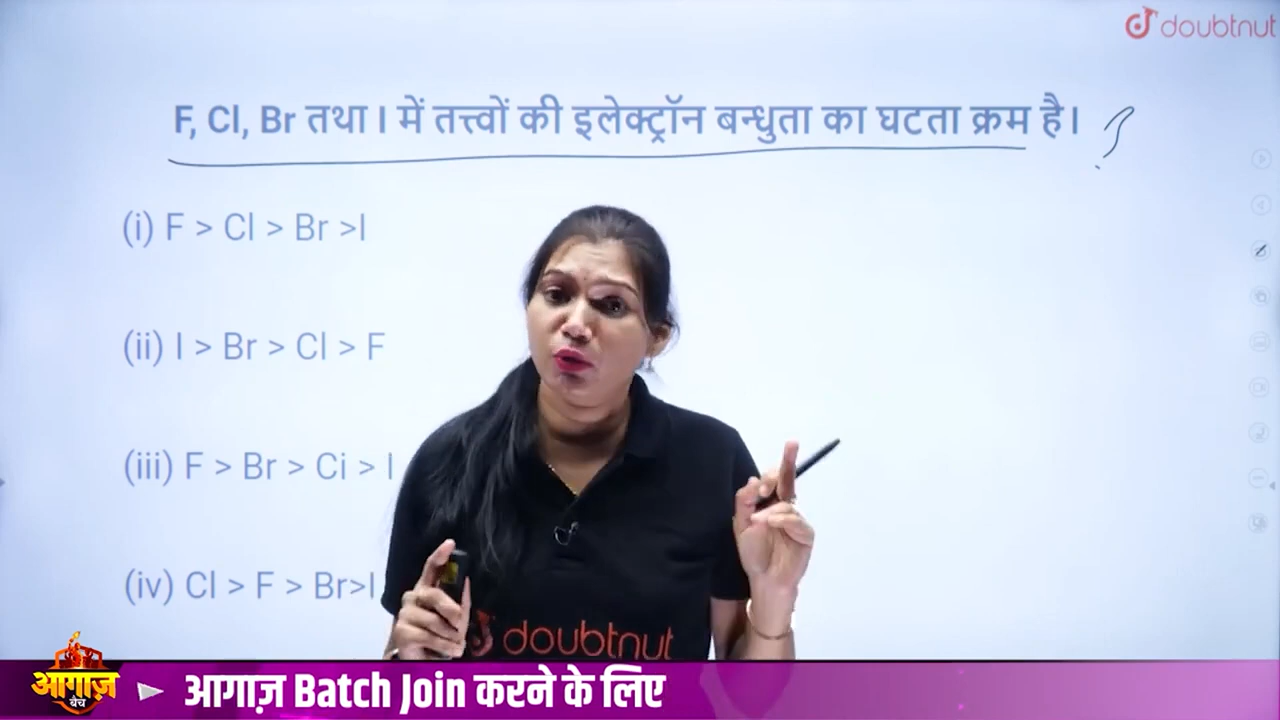 doubtnut
F, Cl, Br तथा I में तत्त्वों की इलेक्ट्रॉन बन्धुता का घटता क्रम है। ?
(i) F > Cl > Br >I
(ii) I > Br > Cl > F
(iii) F > Br > Ci > I
(iv) Cl > F > Br>I
doubtnut
आगाज़
बैच
आगाज़ Batch Join करने के लिए